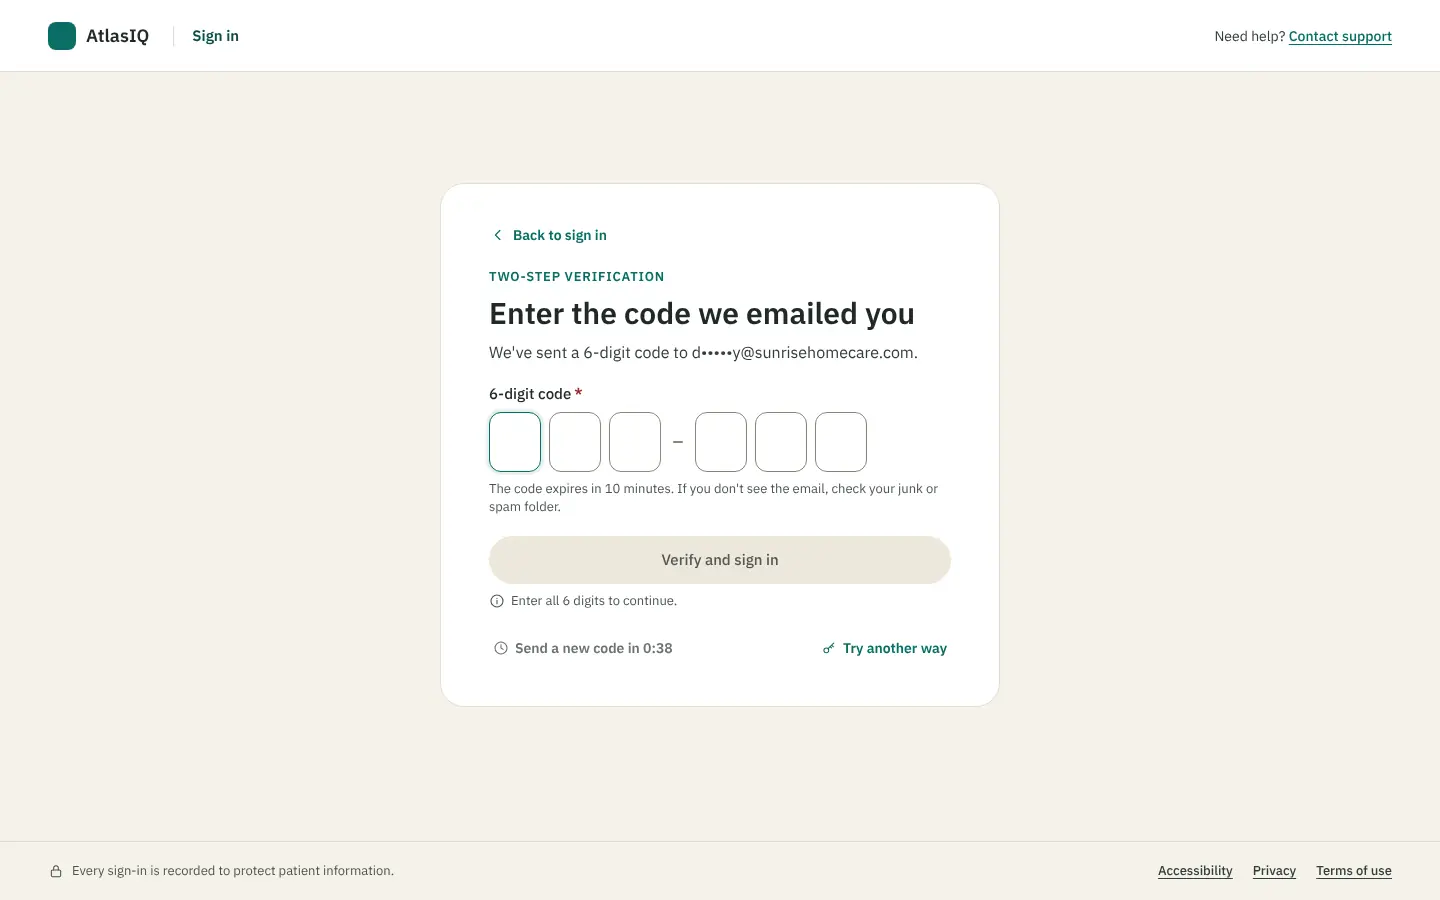 AtlasIQ
Sign in
Need help? Contact support
Back to sign in
TWO-STEP VERIFICATION
Enter the code we emailed you
We've sent a 6-digit code to d•••••y@sunrisehomecare.com.
6-digit code *
–
The code expires in 10 minutes. If you don't see the email, check your junk or
spam folder.
Verify and sign in
Enter all 6 digits to continue.
Send a new code in 0:38
Try another way
Every sign-in is recorded to protect patient information.
Accessibility
Privacy
Terms of use